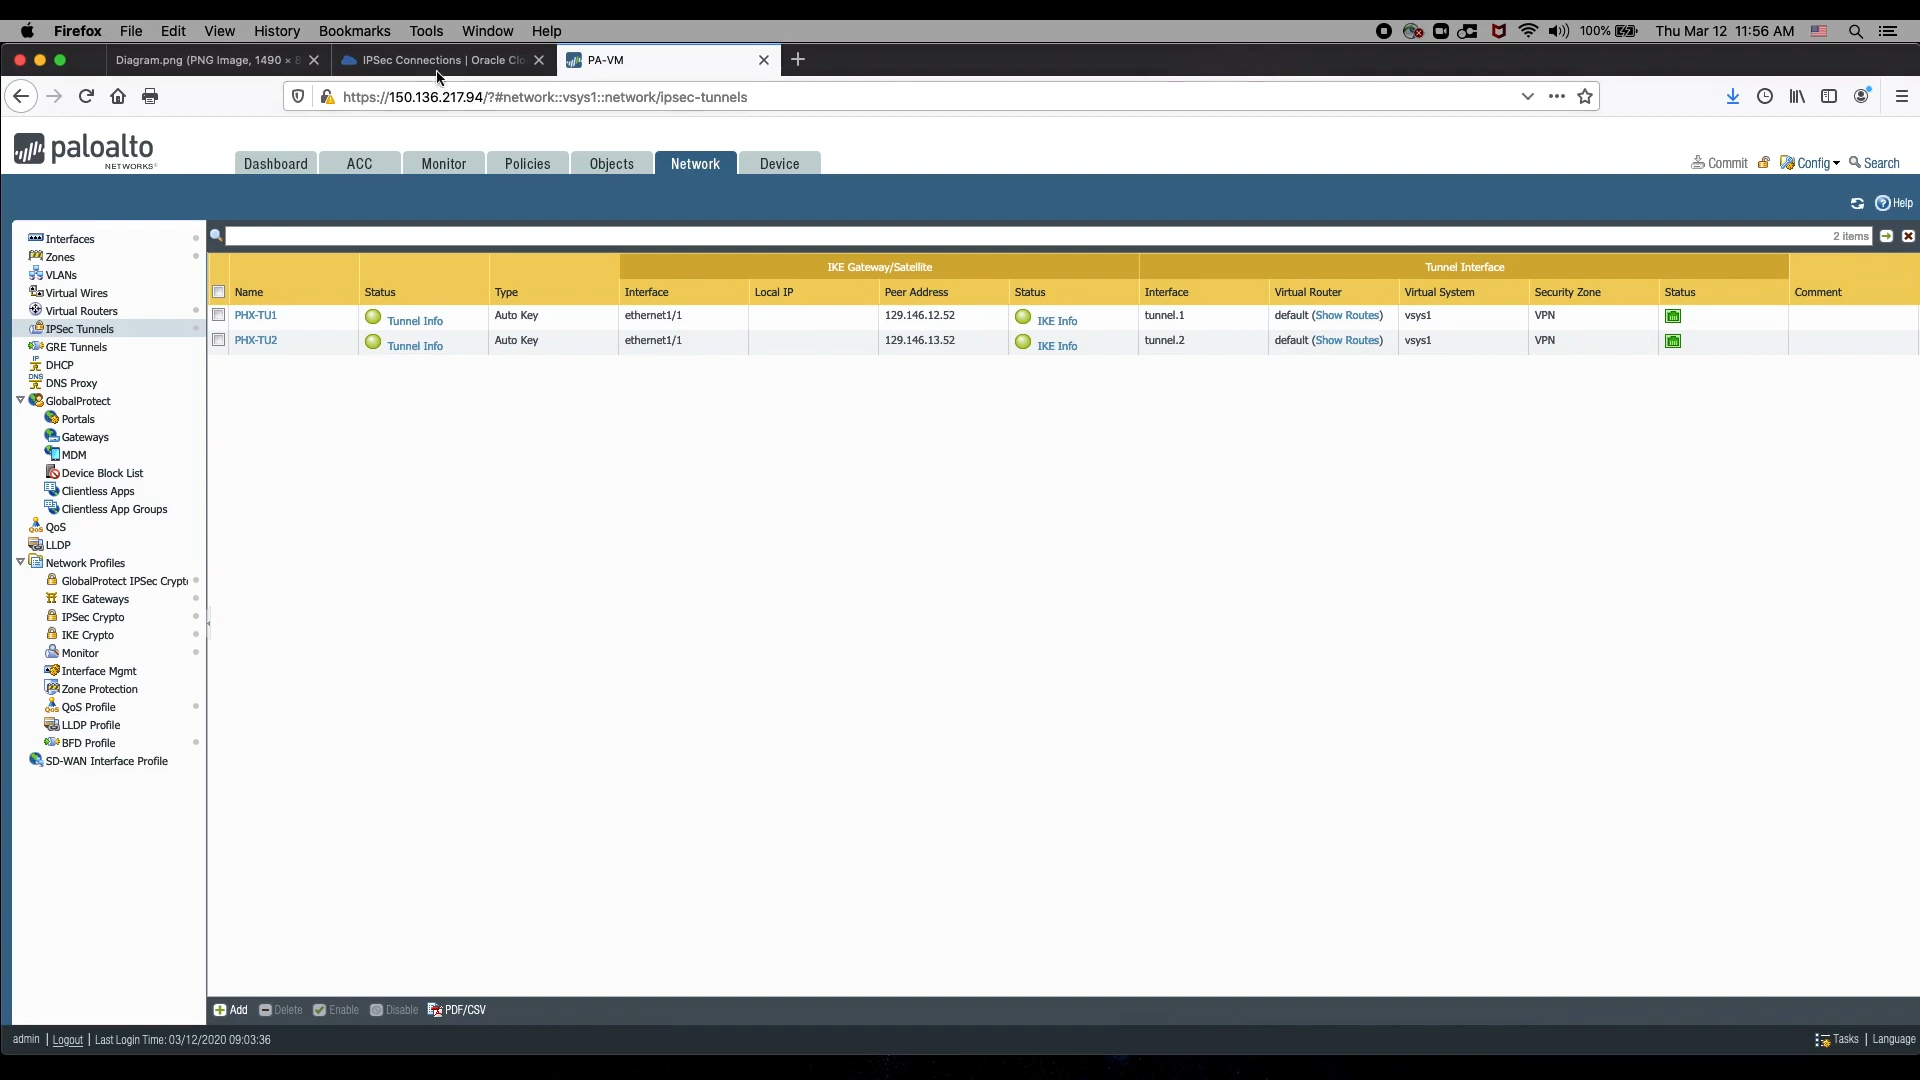 Firefox File Edit View History Bookmarks Tools Window Help 100% Thu Mar 12 11:56 AM
Diagram.png (PNG Image, 1490 × 8 IPSec Connections | Oracle Clo PA-VM
https://150.136.217.94/?#network::vsys1::network/ipsec-tunnels
paloalto
NETWORKS
Dashboard ACC Monitor Policies Objects Network Device Commit Config Search
Help
2 items
Interfaces
Zones
VLANs
Virtual Wires
Virtual Routers
IPSec Tunnels
GRE Tunnels
DHCP
DNS Proxy
GlobalProtect
Portals
Gateways
MDM
Device Block List
Clientless Apps
Clientless App Groups
QoS
LLDP
Network Profiles
GlobalProtect IPSec Crypt
IKE Gateways
IPSec Crypto
IKE Crypto
Monitor
Interface Mgmt
Zone Protection
QoS Profile
LLDP Profile
BFD Profile
SD-WAN Interface Profile
IKE Gateway/Satellite Tunnel Interface
Name Status Type Interface Local IP Peer Address Status Interface Virtual Router Virtual System Security Zone Status Comment
PHX-TU1 Tunnel Info Auto Key ethernet1/1 129.146.12.52 IKE Info tunnel.1 default (Show Routes) vsys1 VPN
PHX-TU2 Tunnel Info Auto Key ethernet1/1 129.146.13.52 IKE Info tunnel.2 default (Show Routes) vsys1 VPN
Add Delete Enable Disable PDF/CSV
admin | Logout | Last Login Time: 03/12/2020 09:03:36 Tasks | Language